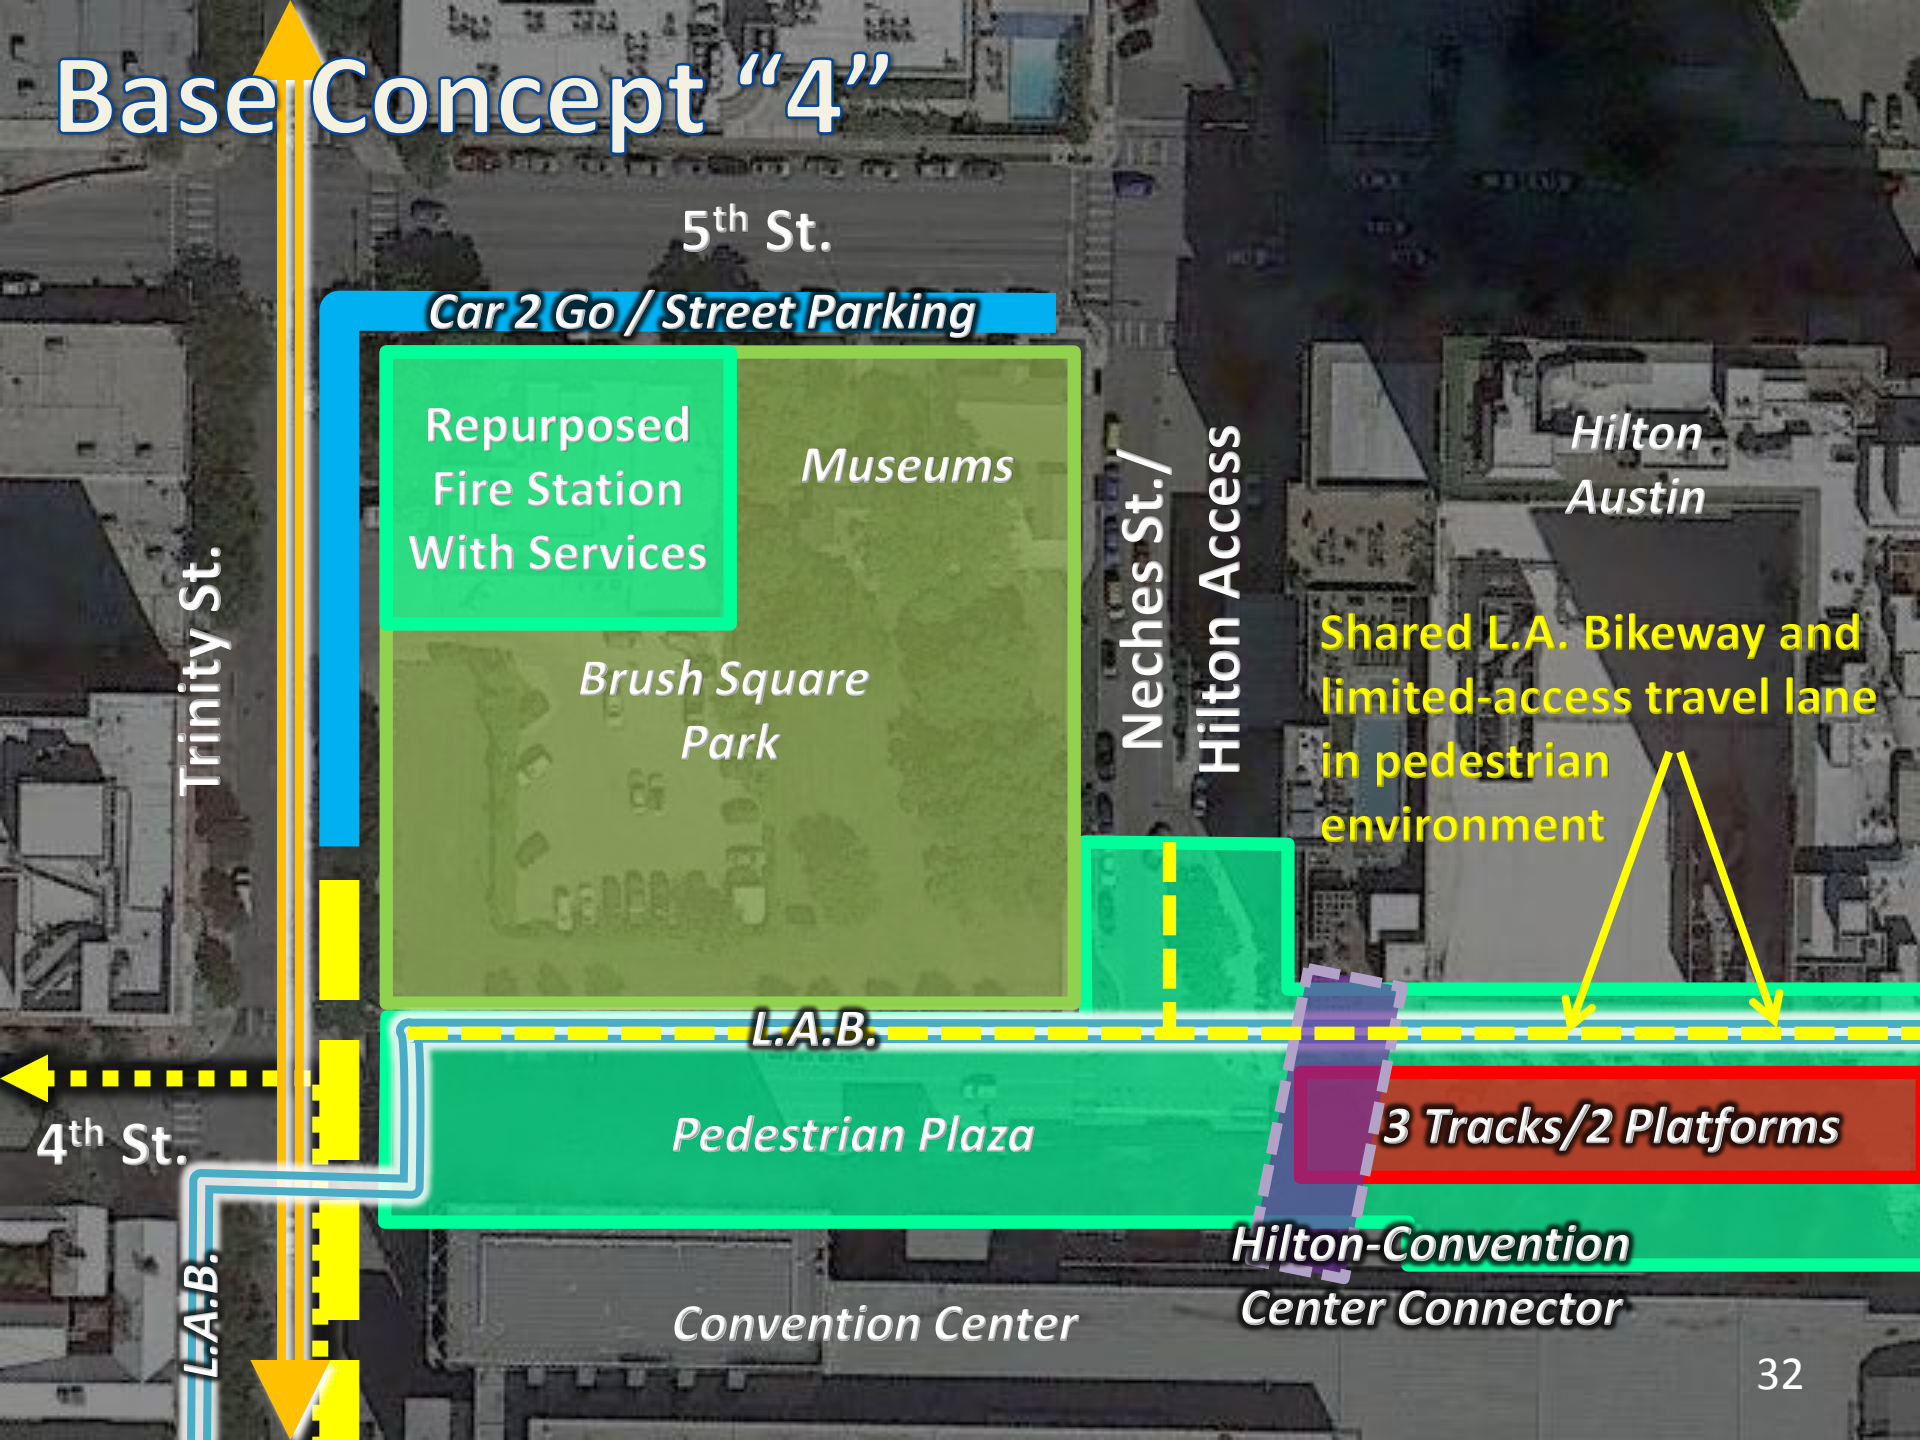 Base Concept “4”
5th St.
Car 2 Go / Street Parking
Repurposed
Fire Station
With Services
Museums
Hilton
Austin
Neches St./
Hilton Access
Trinity St.
Brush Square
Park
Shared L.A. Bikeway and
limited-access travel lane
in pedestrian
environment
L.A.B.
4th St.
Pedestrian Plaza
3 Tracks/2 Platforms
Hilton-Convention
Center Connector
L.A.B.
Convention Center
32